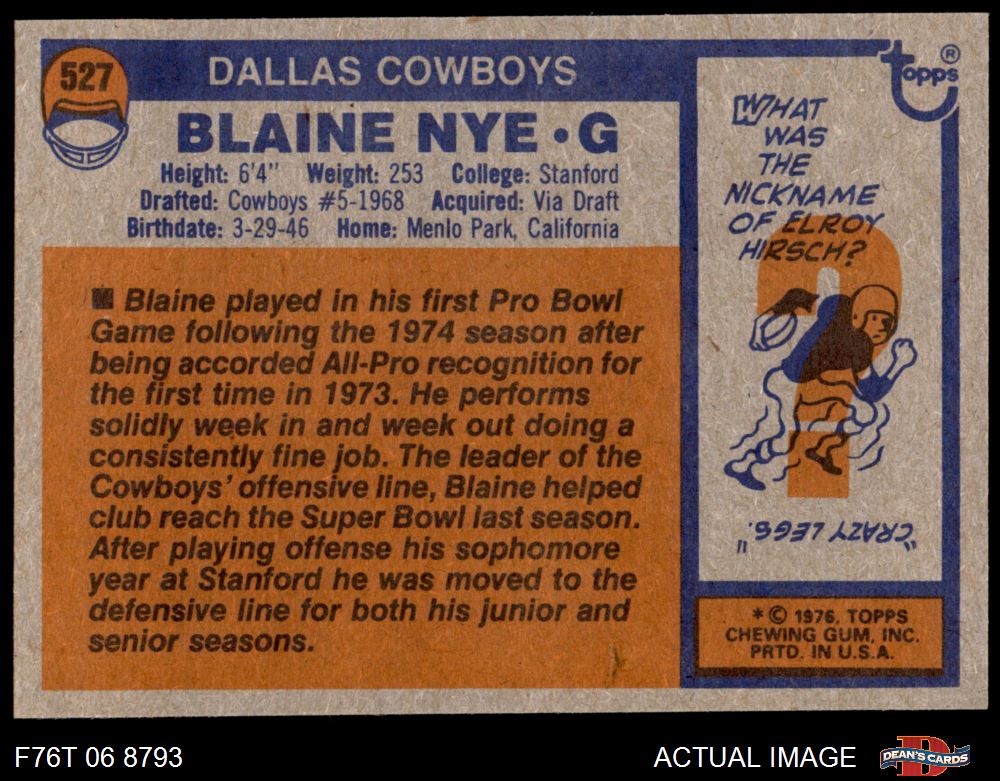 527
DALLAS COWBOYS
BLAINE NYE • G
Height: 6'4" Weight: 253 College: Stanford
Drafted: Cowboys #5-1968 Acquired: Via Draft
Birthdate: 3-29-46 Home: Menlo Park, California
■ Blaine played in his first Pro Bowl
Game following the 1974 season after
being accorded All-Pro recognition for
the first time in 1973. He performs
solidly week in and week out doing a
consistently fine job. The leader of the
Cowboys' offensive line, Blaine helped
club reach the Super Bowl last season.
After playing offense his sophomore
year at Stanford he was moved to the
defensive line for both his junior and
senior seasons.
topps®
WHAT
WAS
THE
NICKNAME
OF ELROY
HIRSCH?
?
"CRAZY LEGS."
* © 1976, TOPPS
CHEWING GUM, INC.
PRTD. IN U.S.A.
F76T 06 8793
ACTUAL IMAGE
D
DEAN'S CARDS